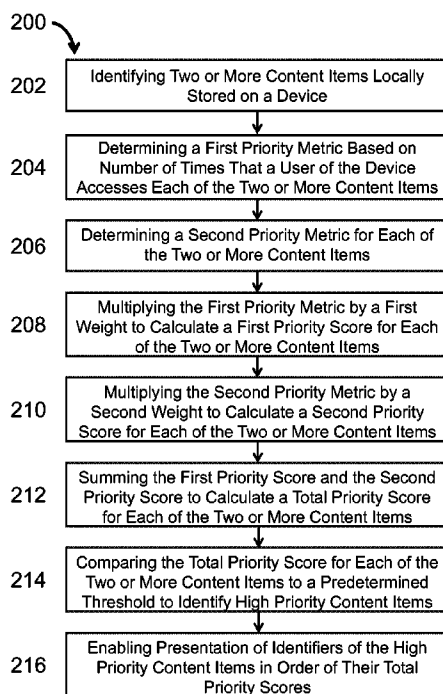 200
202
Identifying Two or More Content Items Locally
Stored on a Device
204
Determining a First Priority Metric Based on
Number of Times That a User of the Device
Accesses Each of the Two or More Content Items
206
Determining a Second Priority Metric for Each of
the Two or More Content Items
208
Multiplying the First Priority Metric by a First
Weight to Calculate a First Priority Score for Each
of the Two or More Content Items
210
Multiplying the Second Priority Metric by a
Second Weight to Calculate a Second Priority
Score for Each of the Two or More Content Items
212
Summing the First Priority Score and the Second
Priority Score to Calculate a Total Priority Score
for Each of the Two or More Content Items
214
Comparing the Total Priority Score for Each of the
Two or More Content Items to a Predetermined
Threshold to Identify High Priority Content Items
216
Enabling Presentation of Identifiers of the High
Priority Content Items in Order of Their Total
Priority Scores